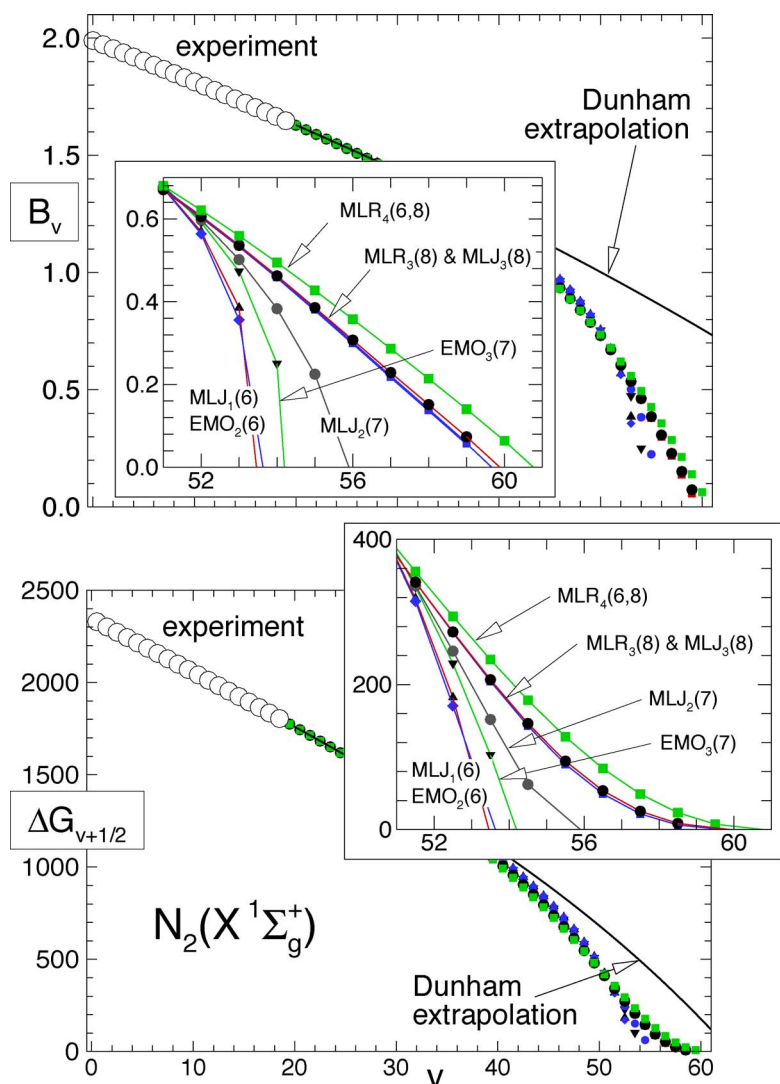 2.0
experiment
Dunham
extrapolation
1.5
B_v
0.6
MLR₄(6,8)
MLR₃(8) & MLJ₃(8)
0.4
EMO₃(7)
0.2
MLJ₁(6)
EMO₂(6)
MLJ₂(7)
0.0
52
56
60
1.0
0.5
0.0
2500
experiment
2000
1500
ΔG_{v+1/2}
400
MLR₄(6,8)
MLR₃(8) & MLJ₃(8)
200
MLJ₂(7)
EMO₃(7)
MLJ₁(6)
EMO₂(6)
0
52
56
60
1000
N₂(X ¹Σ_g⁺)
500
Dunham
extrapolation
0
0 10 20 30 v 40 50 60